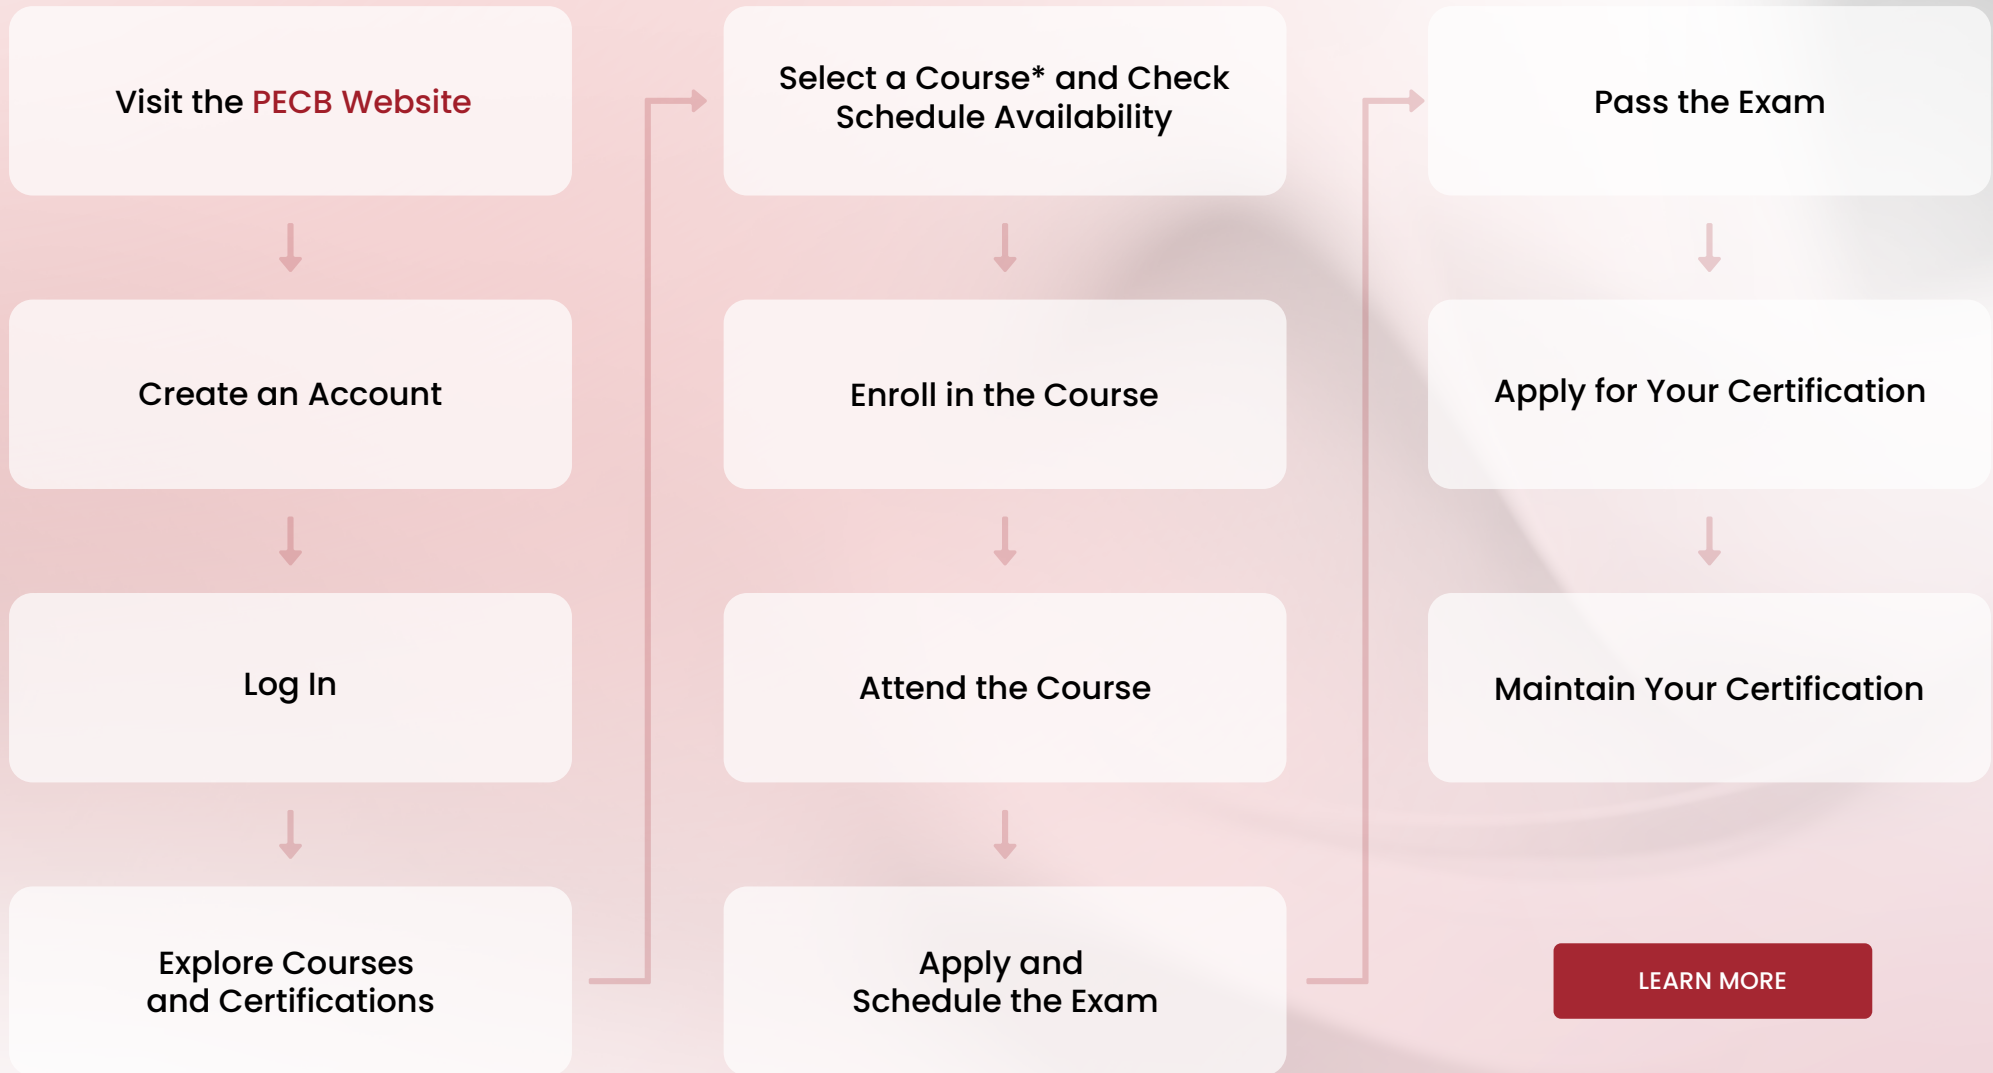 Visit the PECB Website
Create an Account
Log In
Explore Courses
and Certifications
Select a Course* and Check
Schedule Availability
Enroll in the Course
Attend the Course
Apply and
Schedule the Exam
Pass the Exam
Apply for Your Certification
Maintain Your Certification
LEARN MORE